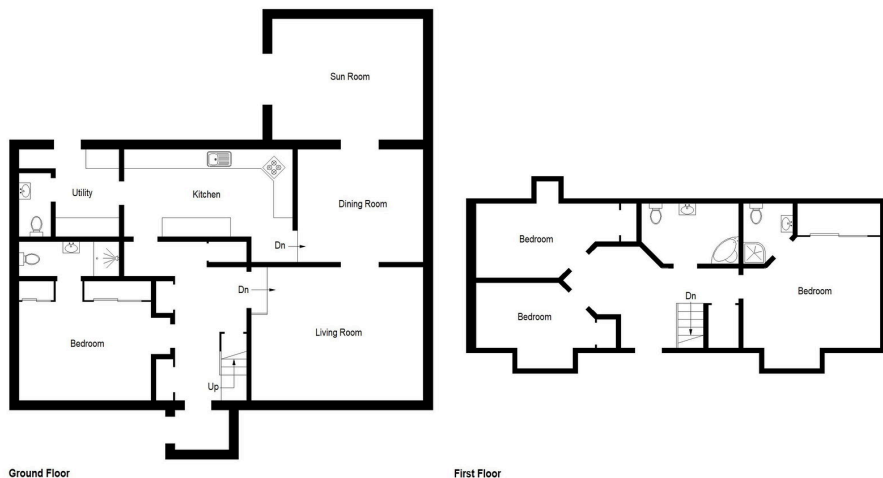 Sun Room
Utility
Kitchen
Dining Room
Dn
Dn
Living Room
Bedroom
Up
Ground Floor
Bedroom
Bedroom
Dn
Bedroom
First Floor